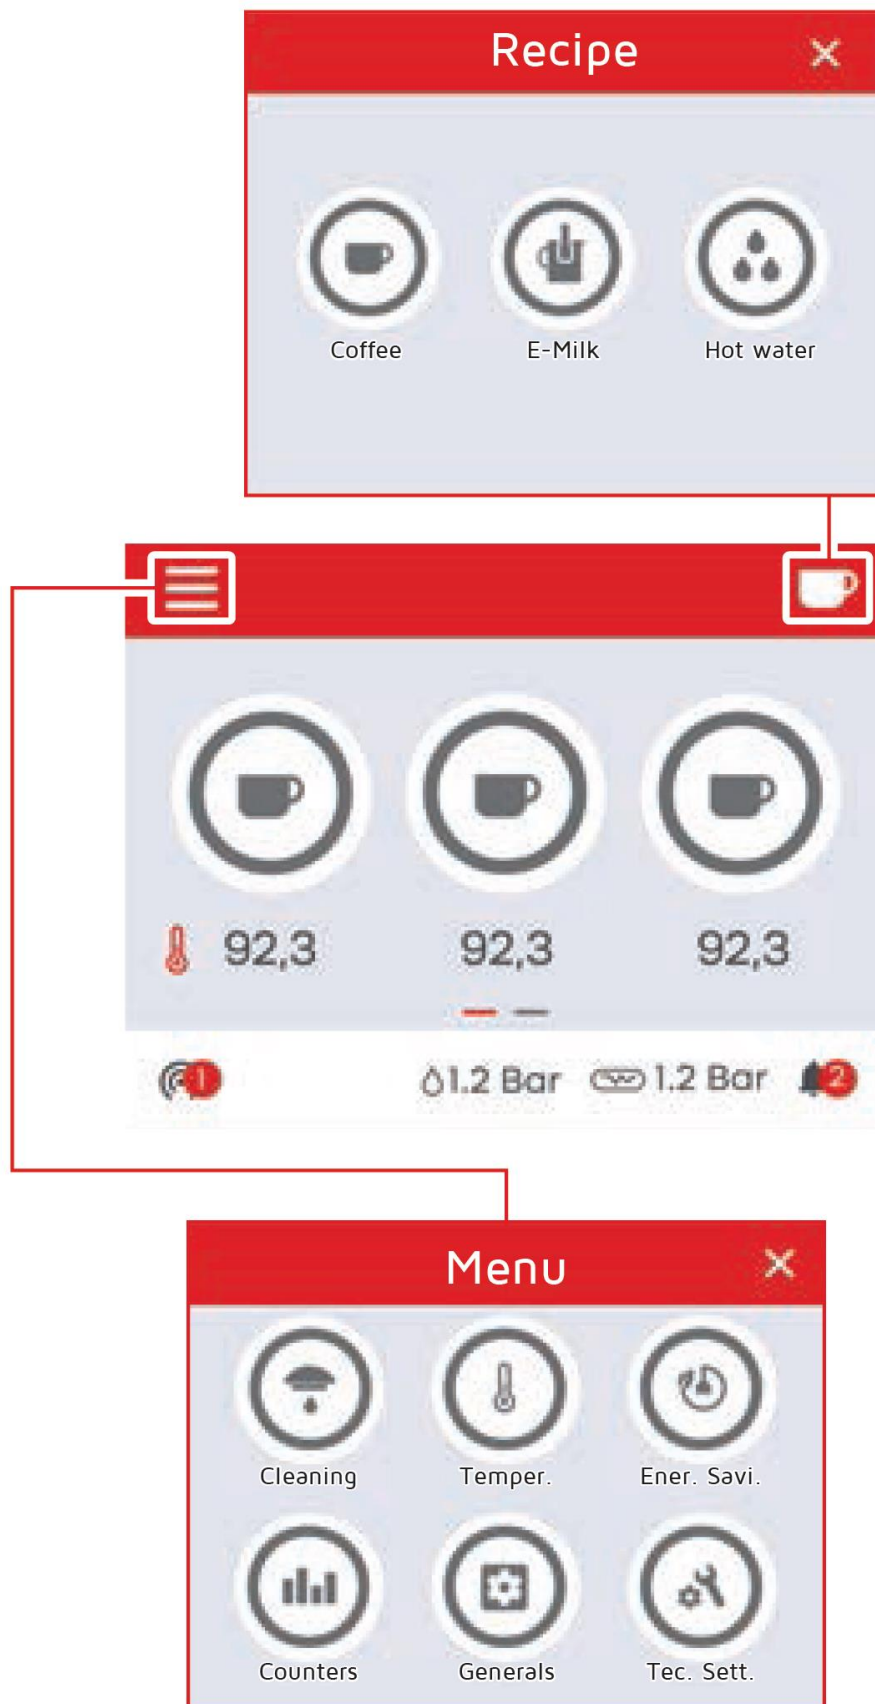 Recipe ×
Coffee E-Milk Hot water
92,3 92,3 92,3
1 1.2 Bar 1.2 Bar 2
Menu ×
Cleaning Temper. Ener. Savi.
Counters Generals Tec. Sett.